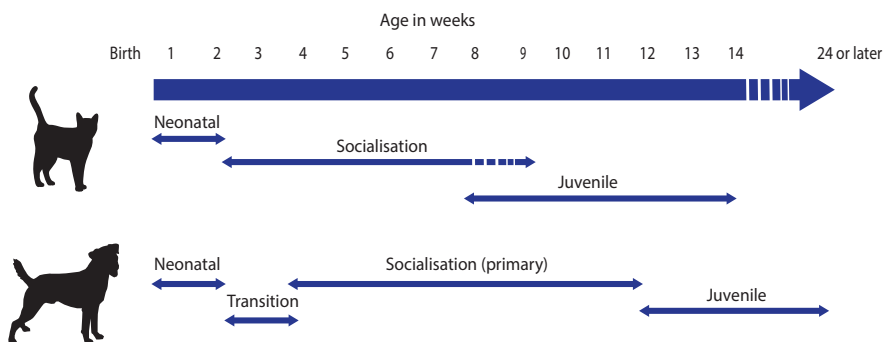 Age in weeks
Birth 1 2 3 4 5 6 7 8 9 10 11 12 13 14 24 or later
Neonatal
Socialisation
Juvenile
Neonatal
Socialisation (primary)
Transition
Juvenile